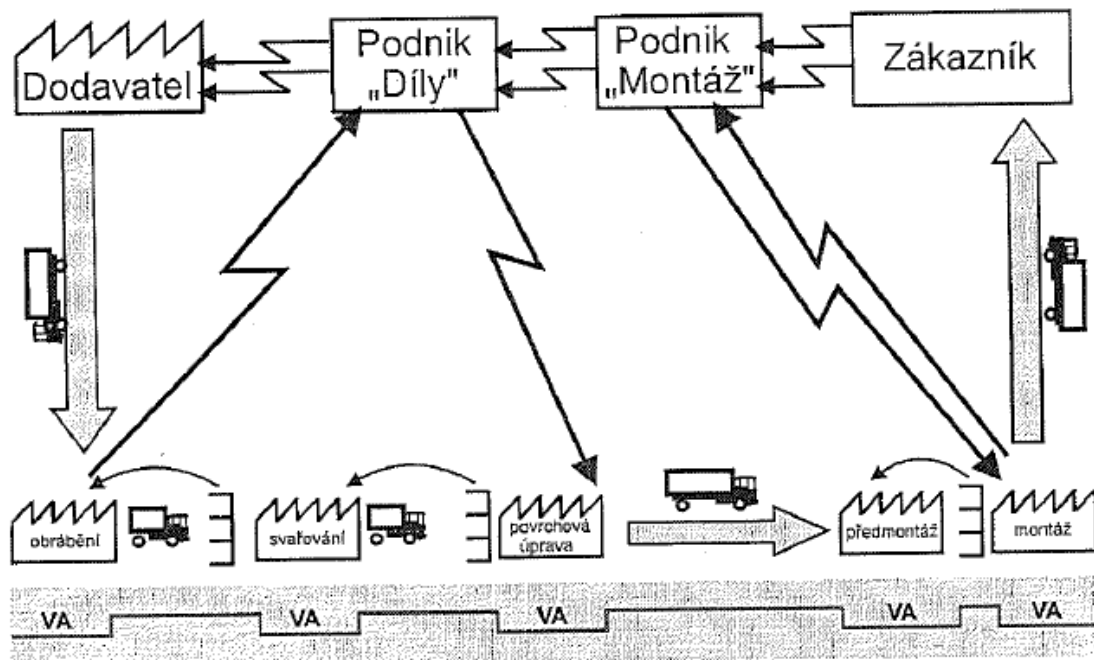 Dodavatel
Podnik
„Díly"
Podnik
„Montáž"
Zákazník
obrábění
svařování
povrchová
úprava
předmontáž
montáž
VA
VA
VA
VA
VA